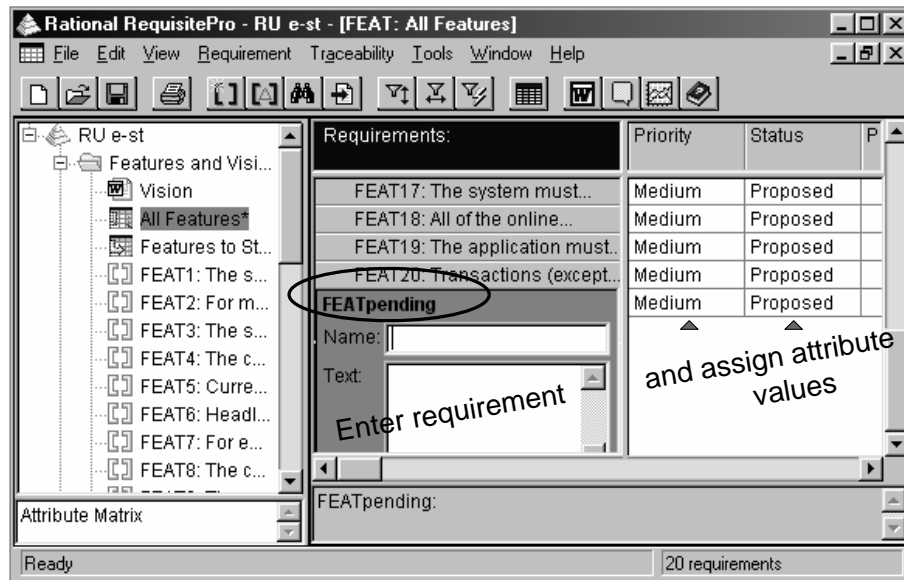 Rational RequisitePro - RU e-st - [FEAT: All Features]
File Edit View Requirement Traceability Tools Window Help
RU e-st
Features and Visi...
Vision
All Features*
Features to St...
FEAT1: The s...
FEAT2: For m...
FEAT3: The s...
FEAT4: The c...
FEAT5: Curre...
FEAT6: Headl...
FEAT7: For e...
FEAT8: The c...
Attribute Matrix
Requirements: Priority Status P
FEAT17: The system must... Medium Proposed
FEAT18: All of the online... Medium Proposed
FEAT19: The application must.. Medium Proposed
FEAT20: Transactions (except.. Medium Proposed
FEATpending Medium Proposed
Name:
Text:
Enter requirement
and assign attribute
values
FEATpending:
Ready 20 requirements